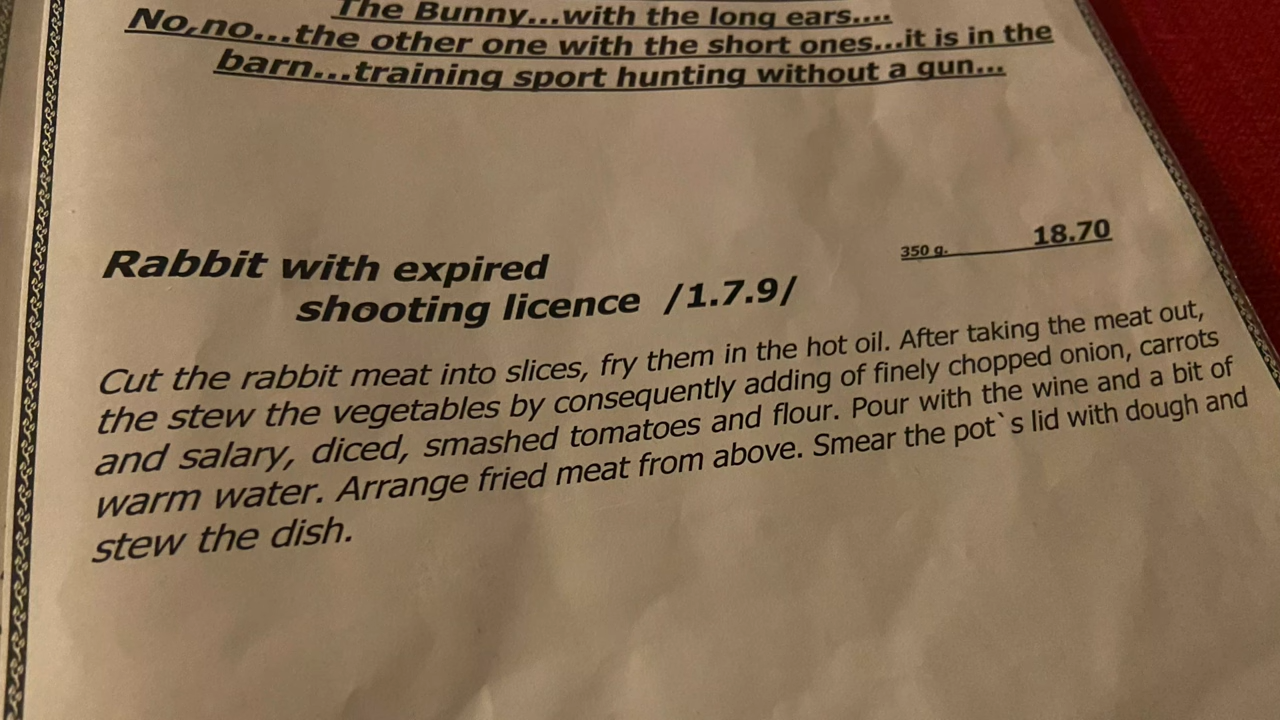 The Bunny...with the long ears....
No,no...the other one with the short ones...it is in the
barn...training sport hunting without a gun...
Rabbit with expired
shooting licence /1.7.9/
350 g. 18.70
Cut the rabbit meat into slices, fry them in the hot oil. After taking the meat out,
the stew the vegetables by consequently adding of finely chopped onion, carrots
and salary, diced, smashed tomatoes and flour. Pour with the wine and a bit of
warm water. Arrange fried meat from above. Smear the pot`s lid with dough and
stew the dish.